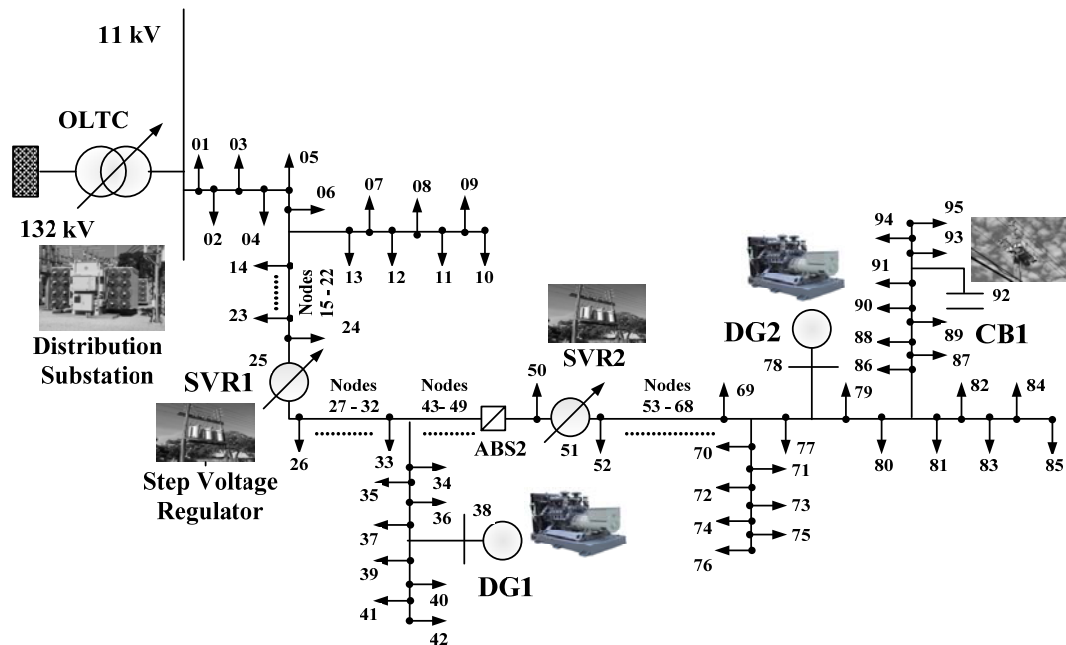 11 kV
OLTC
132 kV
Distribution
Substation
01
03
05
02
04
06
07
08
09
13
12
11
10
14
Nodes
15 - 22
23
24
25
SVR1
Step Voltage
Regulator
26
Nodes
27 - 32
33
Nodes
43- 49
ABS2
50
SVR2
51
52
Nodes
53 - 68
69
34
35
36
37
38
DG1
39
40
41
42
70
71
72
73
74
75
76
77
DG2
78
79
80
81
82
83
84
85
86
87
88
89
90
91
92
CB1
93
94
95